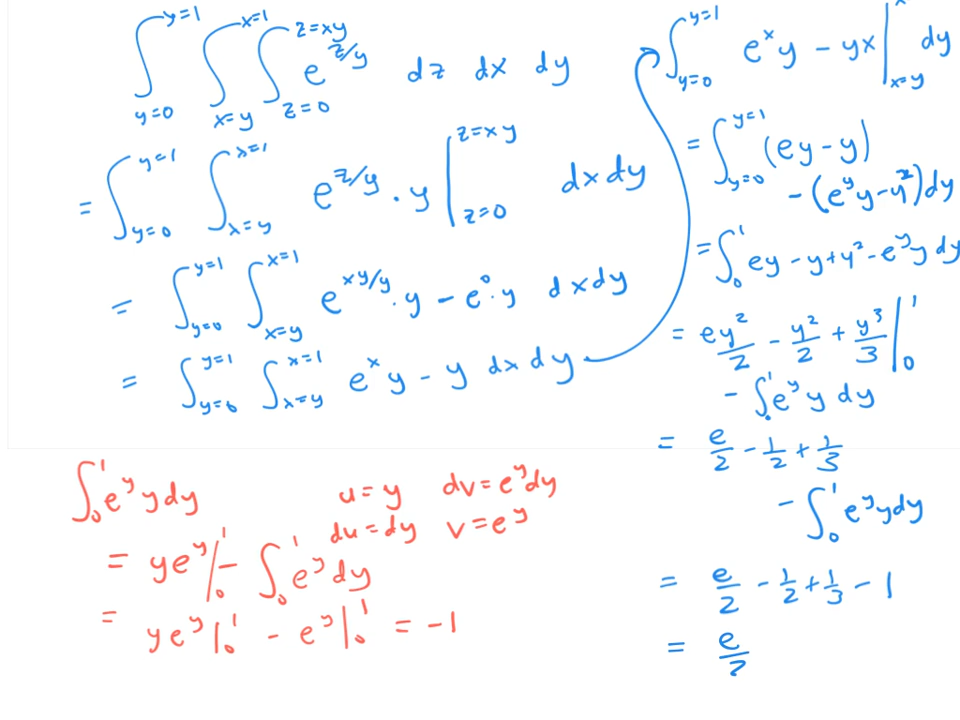 ∫_{y=0}^{y=1} ∫_{x=y}^{x=1} ∫_{z=0}^{z=xy} e^{z/y} dz dx dy
= ∫_{y=0}^{y=1} ∫_{x=y}^{x=1} e^{z/y} · y |_{z=0}^{z=xy} dx dy
= ∫_{y=0}^{y=1} ∫_{x=y}^{x=1} e^{xy/y} · y - e^0 · y dx dy
= ∫_{y=0}^{y=1} ∫_{x=y}^{x=1} e^x y - y dx dy
∫_{y=0}^{y=1} e^x y - yx |_{x=y} dy
= ∫_{y=0}^{y=1} (ey - y)
- (e^y y - y^2) dy
= ∫_0^1 ey - y + y^2 - e^y y dy
= ey^2/2 - y^2/2 + y^3/3 |_0^1
- ∫_0^1 e^y y dy
= e/2 - 1/2 + 1/3
- ∫_0^1 e^y y dy
= e/2 - 1/2 + 1/3 - 1
= e/2
∫_0^1 e^y y dy u = y dv = e^y dy
du = dy v = e^y
= ye^y |_0^1 - ∫_0^1 e^y dy
= ye^y |_0^1 - e^y |_0^1 = -1